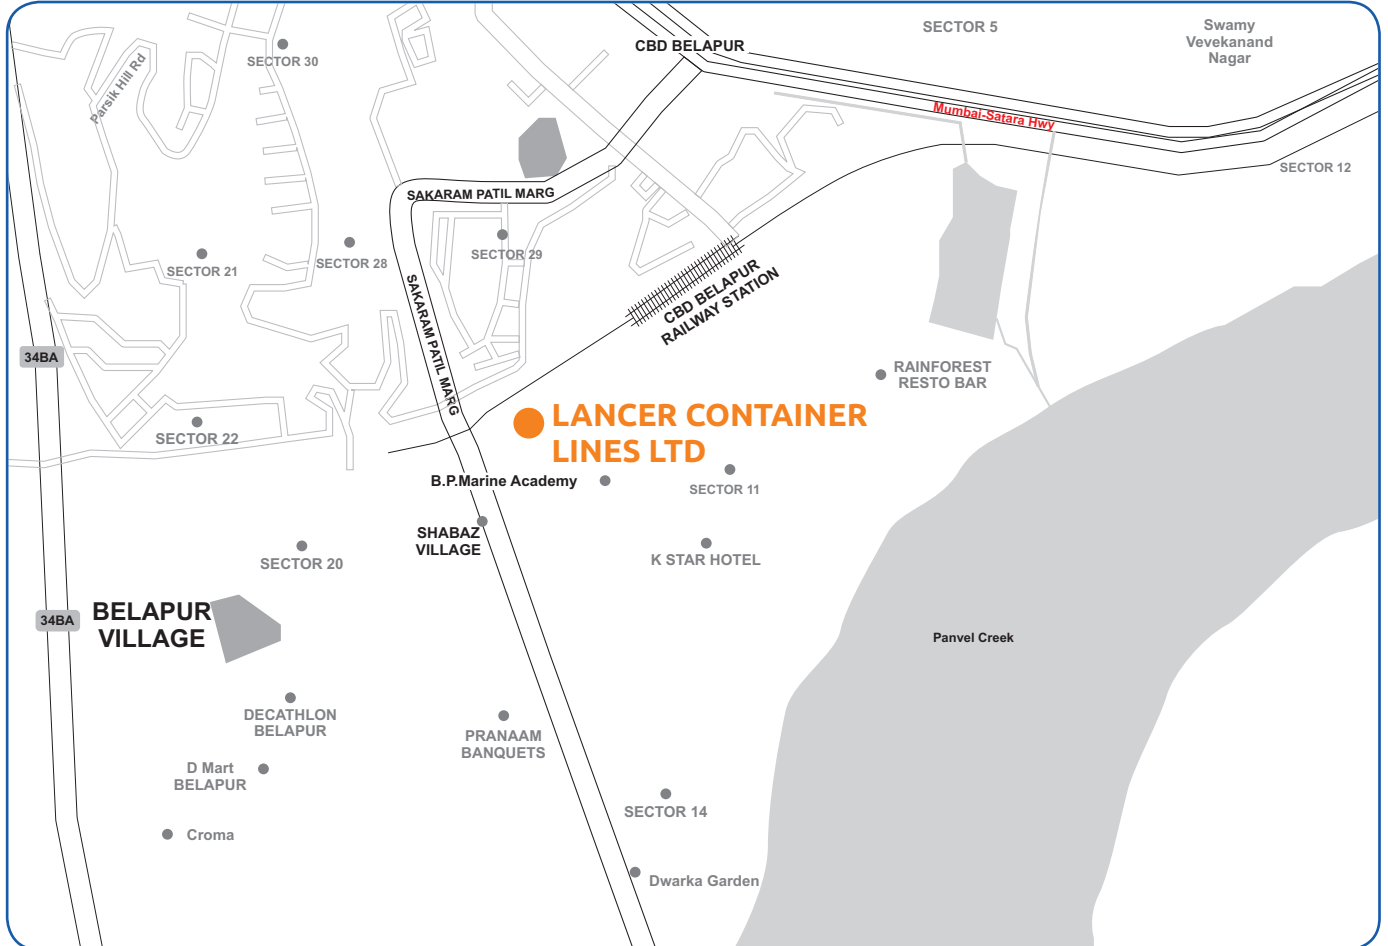 SECTOR 5
Swamy
Vevekanand
Nagar
CBD BELAPUR
SECTOR 30
Parsik Hill Rd
Mumbai-Satara Hwy
SECTOR 12
SAKARAM PATIL MARG
SECTOR 29
SECTOR 28
SECTOR 21
SAKARAM PATIL MARG
CBD BELAPUR
RAILWAY STATION
34BA
RAINFOREST
RESTO BAR
LANCER CONTAINER
LINES LTD
SECTOR 22
B.P.Marine Academy
SECTOR 11
SHABAZ
VILLAGE
K STAR HOTEL
SECTOR 20
34BA
BELAPUR
VILLAGE
Panvel Creek
DECATHLON
BELAPUR
PRANAAM
BANQUETS
D Mart
BELAPUR
SECTOR 14
Croma
Dwarka Garden